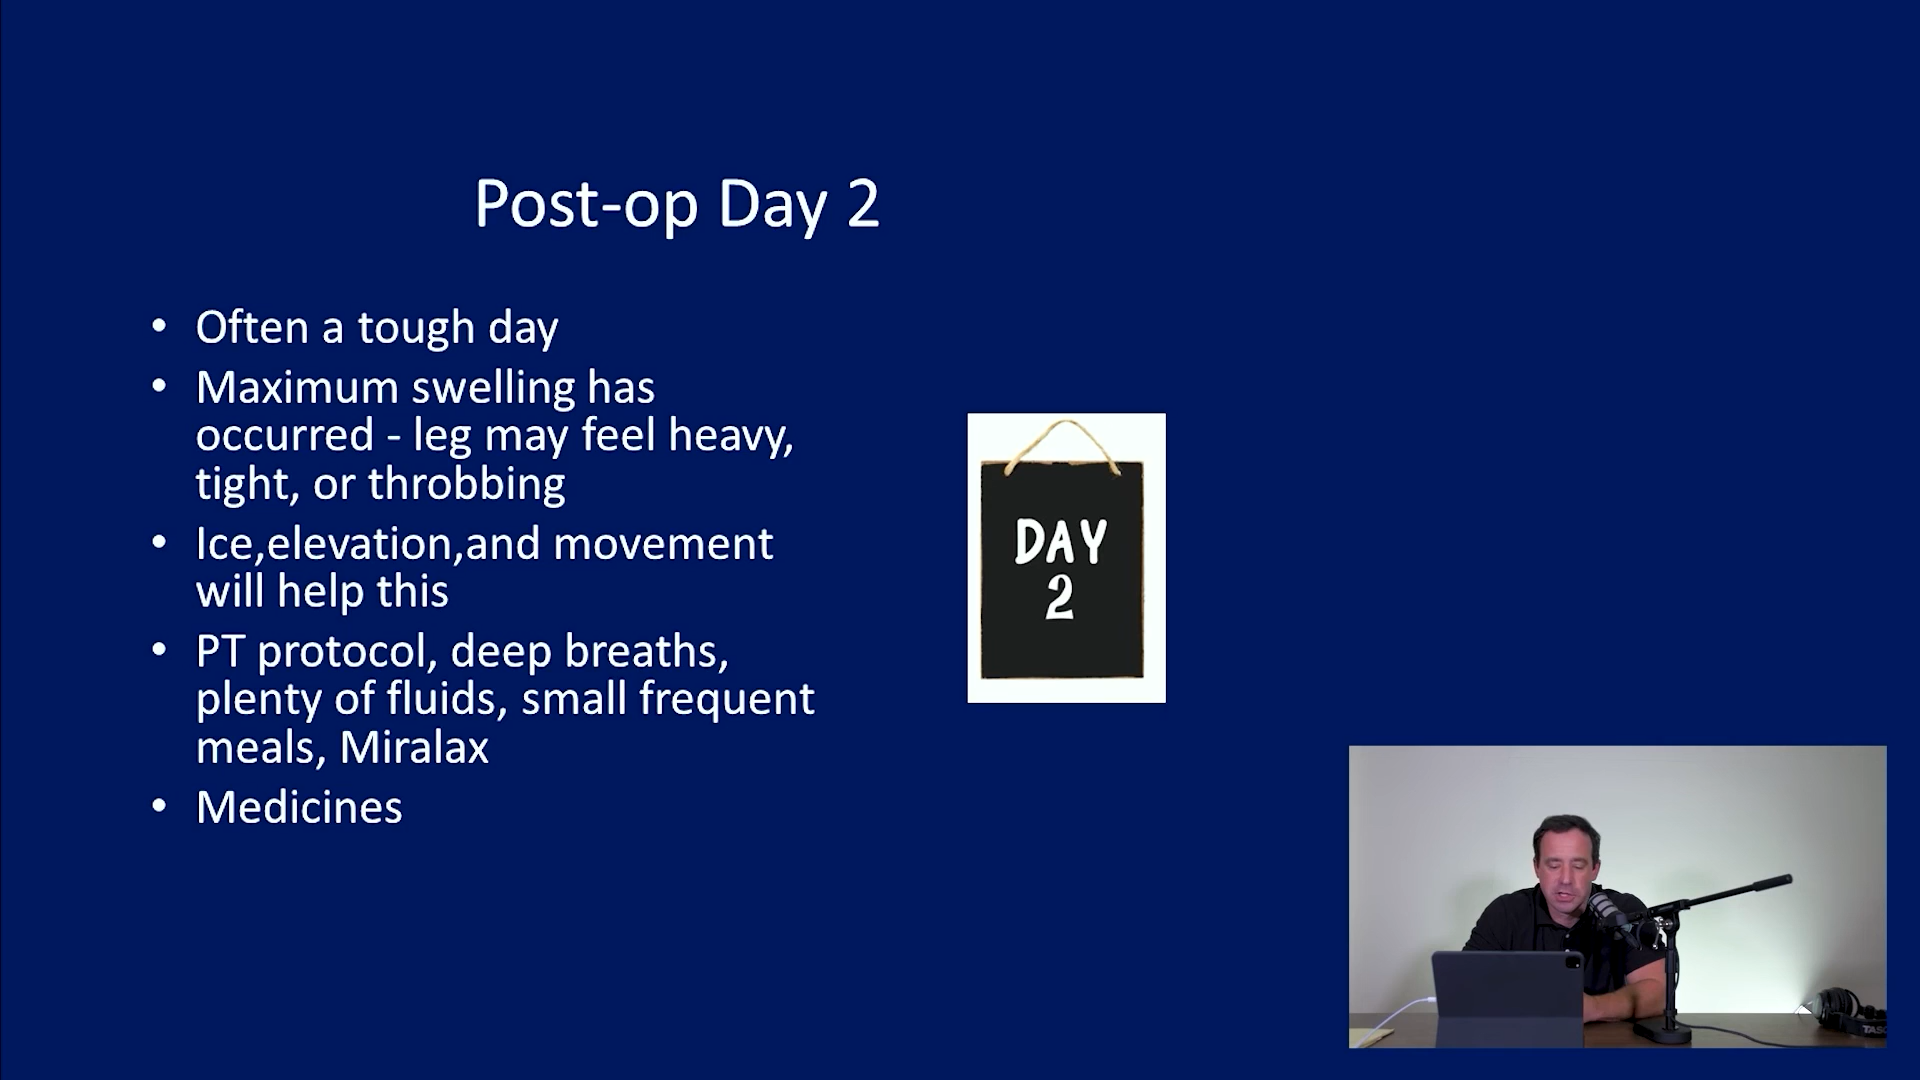 Post-op Day 2
• Often a tough day
• Maximum swelling has
occurred - leg may feel heavy,
tight, or throbbing
• Ice,elevation,and movement
will help this
• PT protocol, deep breaths,
plenty of fluids, small frequent
meals, Miralax
• Medicines
DAY
2